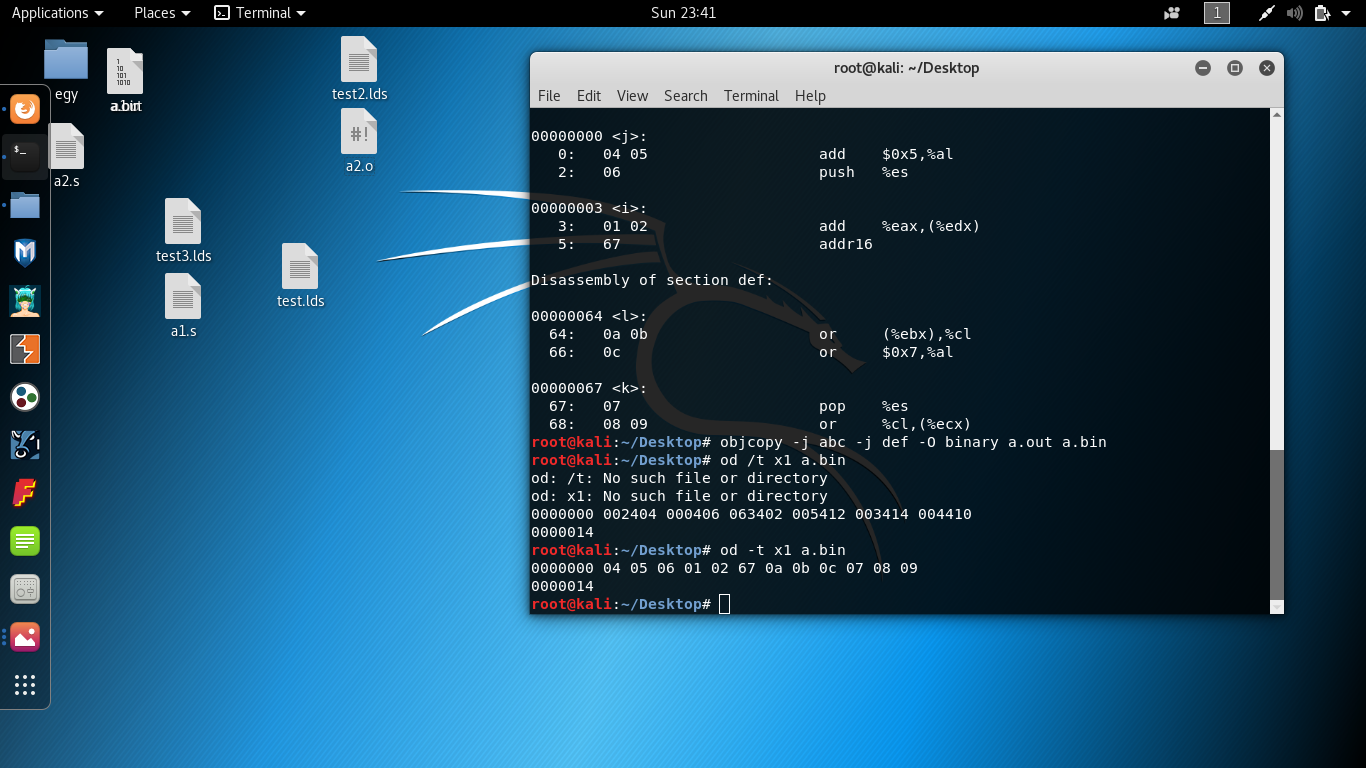 Applications Places Terminal Sun 23:41 1
egy
a2.s
test2.lds
#!
a2.o
test3.lds
a1.s
test.lds
1
10
101
1010
$_
root@kali: ~/Desktop
File Edit View Search Terminal Help
00000000 <j>:
0: 04 05 add $0x5,%al
2: 06 push %es
00000003 <i>:
3: 01 02 add %eax,(%edx)
5: 67 addr16
Disassembly of section def:
00000064 <l>:
64: 0a 0b or (%ebx),%cl
66: 0c or $0x7,%al
00000067 <k>:
67: 07 pop %es
68: 08 09 or %cl,(%ecx)
root@kali:~/Desktop# objcopy -j abc -j def -O binary a.out a.bin
root@kali:~/Desktop# od /t x1 a.bin
od: /t: No such file or directory
od: x1: No such file or directory
0000000 002404 000406 063402 005412 003414 004410
0000014
root@kali:~/Desktop# od -t x1 a.bin
0000000 04 05 06 01 02 67 0a 0b 0c 07 08 09
0000014
root@kali:~/Desktop#